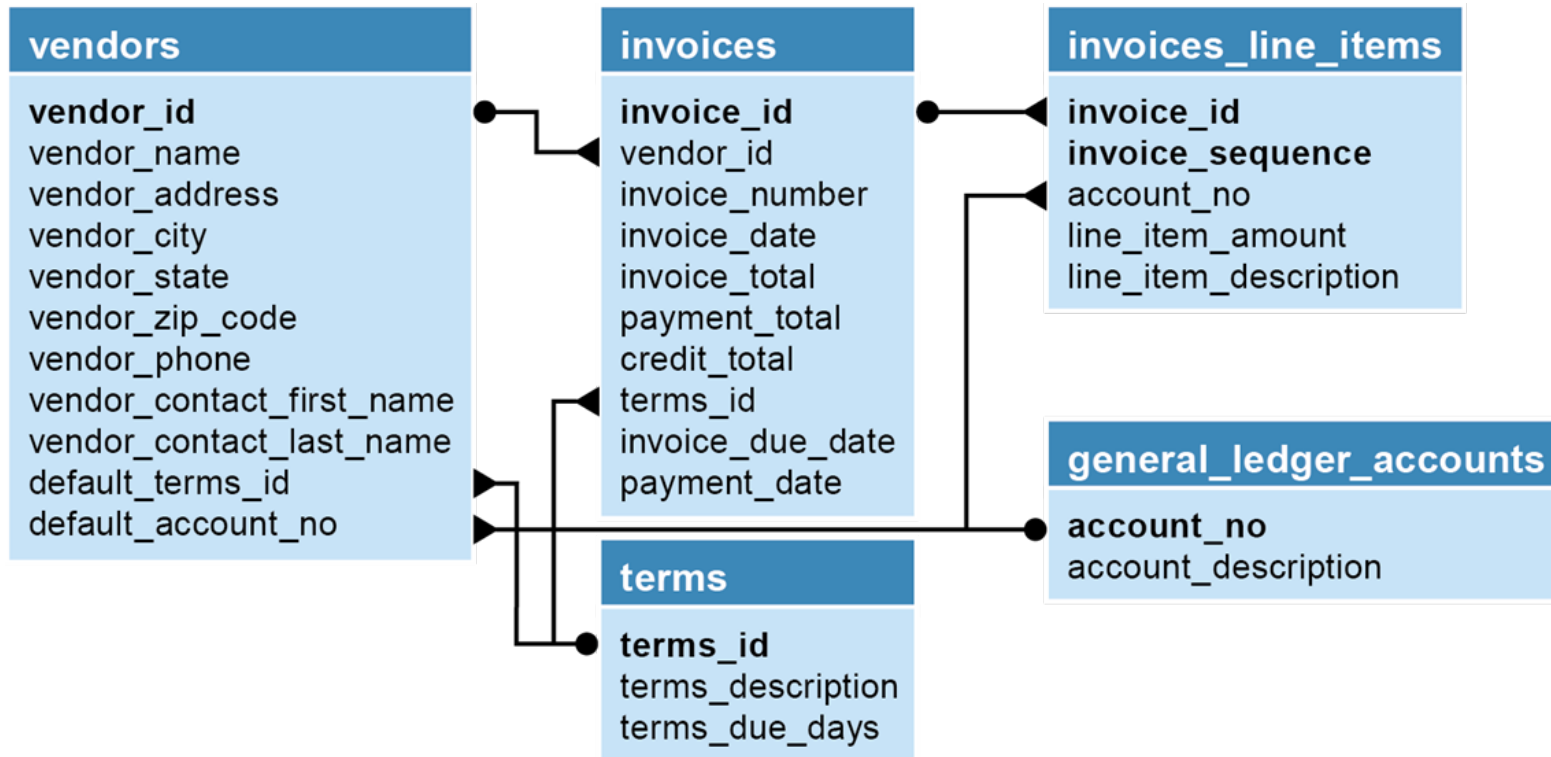 vendors
vendor_id
vendor_name
vendor_address
vendor_city
vendor_state
vendor_zip_code
vendor_phone
vendor_contact_first_name
vendor_contact_last_name
default_terms_id
default_account_no
invoices
invoice_id
vendor_id
invoice_number
invoice_date
invoice_total
payment_total
credit_total
terms_id
invoice_due_date
payment_date
terms
terms_id
terms_description
terms_due_days
invoices_line_items
invoice_id
invoice_sequence
account_no
line_item_amount
line_item_description
general_ledger_accounts
account_no
account_description